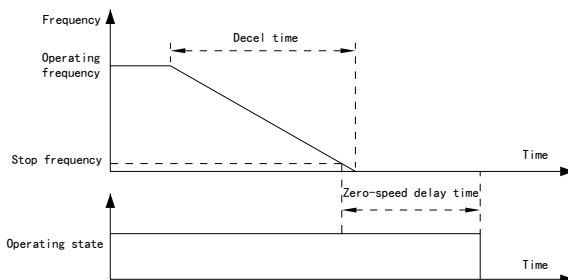 Frequency
Decel time
Operating
frequency
Stop frequency
Time
Zero-speed delay time
Operating state
Time